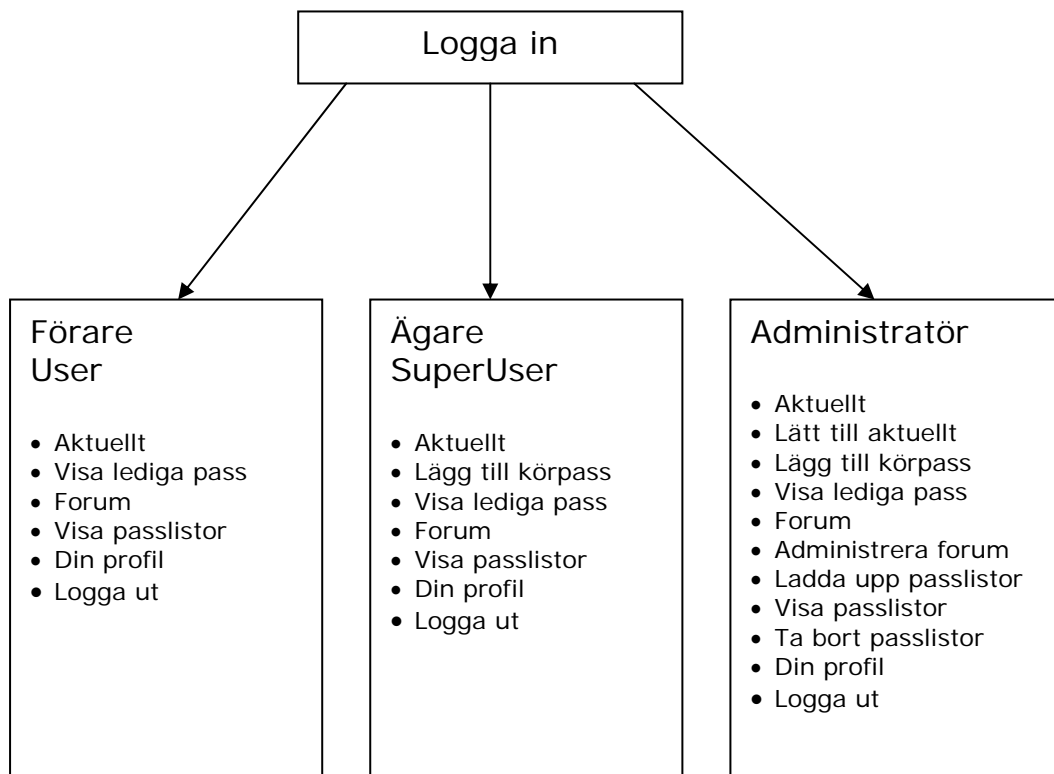 Logga in
Förare
User
• Aktuellt
• Visa lediga pass
• Forum
• Visa passlistor
• Din profil
• Logga ut
Ägare
SuperUser
• Aktuellt
• Lägg till körpass
• Visa lediga pass
• Forum
• Visa passlistor
• Din profil
• Logga ut
Administratör
• Aktuellt
• Lätt till aktuellt
• Lägg till körpass
• Visa lediga pass
• Forum
• Administrera forum
• Ladda upp passlistor
• Visa passlistor
• Ta bort passlistor
• Din profil
• Logga ut